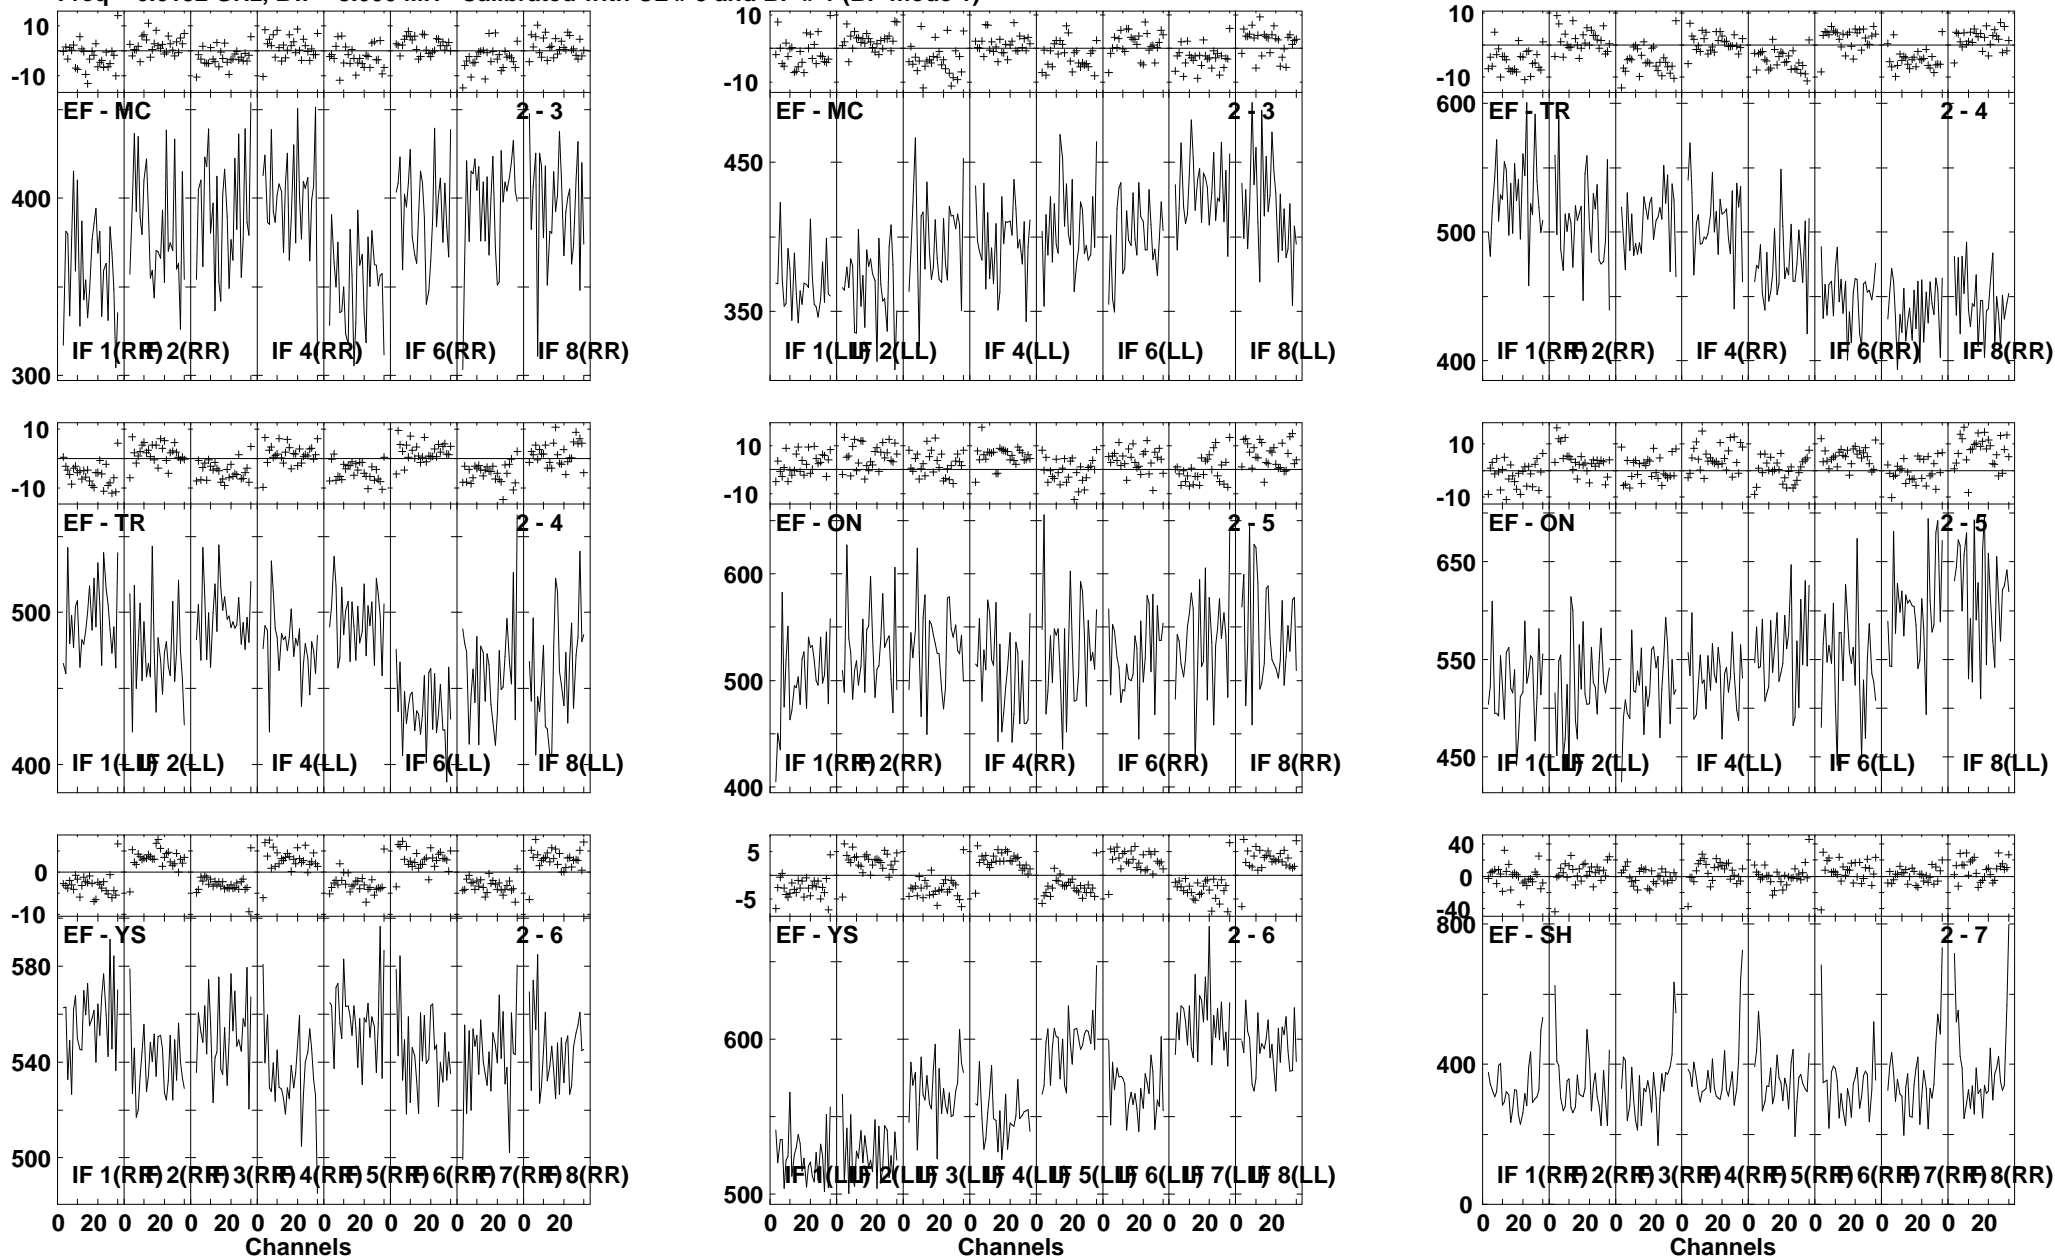 10 10 10
-10 -10 -10
EF - MC 2 - 3 EF - MC 2 - 3 EF - TR 2 - 4
600
450
400 500
350
400
300
IF 1(RR) IF 2(RR) IF 4(RR) IF 6(RR) IF 8(RR) IF 1(LL) IF 2(LL) IF 4(LL) IF 6(LL) IF 8(LL) IF 1(RR) IF 2(RR) IF 4(RR) IF 6(RR) IF 8(RR)
10 10 10
-10 -10 -10
EF - TR 2 - 4 EF - ON 2 - 5 EF - ON 2 - 5
600 650
500 500 550
400 400 450
IF 1(LL) IF 2(LL) IF 4(LL) IF 6(LL) IF 8(LL) IF 1(RR) IF 2(RR) IF 4(RR) IF 6(RR) IF 8(RR) IF 1(LL) IF 2(LL) IF 4(LL) IF 6(LL) IF 8(LL)
0 5 40
-10 -5 0
-40
EF - YS 2 - 6 EF - YS 2 - 6 EF - SH 2 - 7
800
580
540 600 400
500 500 0
IF 1(RR) IF 2(RR) IF 3(RR) IF 4(RR) IF 5(RR) IF 6(RR) IF 7(RR) IF 8(RR) IF 1(LL) IF 2(LL) IF 3(LL) IF 4(LL) IF 5(LL) IF 6(LL) IF 7(LL) IF 8(LL) IF 1(RR) IF 2(RR) IF 3(RR) IF 4(RR) IF 5(RR) IF 6(RR) IF 7(RR) IF 8(RR)
0 20 0 20 0 20 0 20 0 20 0 20 0 20 0 20 0 20 0 20 0 20 0 20 0 20 0 20 0 20 0 20 0 20 0 20 0 20 0 20 0 20 0 20 0 20 0 20
Channels Channels Channels